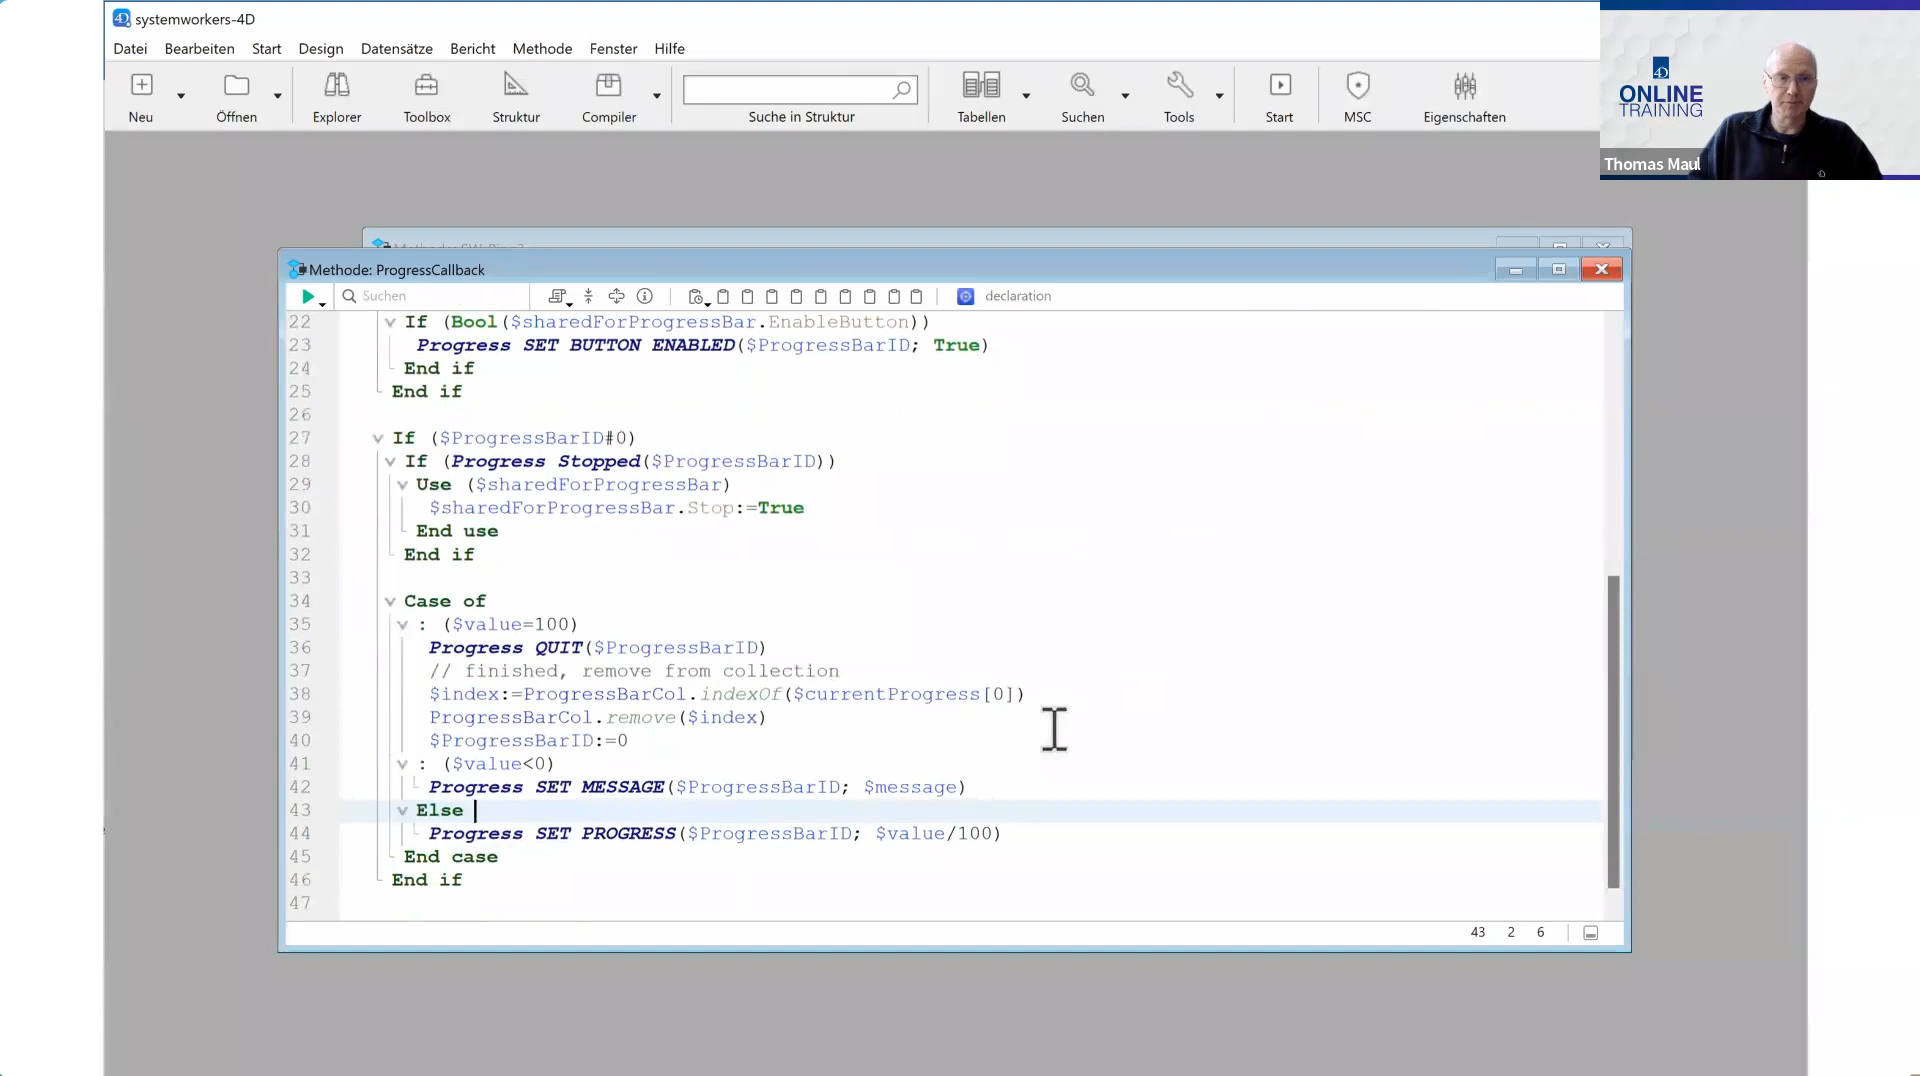 systemworkers-4D
Datei Bearbeiten Start Design Datensätze Bericht Methode Fenster Hilfe
Neu Öffnen Explorer Toolbox Struktur Compiler Suche in Struktur Tabellen Suchen Tools Start MSC Eigenschaften
4D
ONLINE
TRAINING
Thomas Maul
Methode: ProgressCallback
Suchen declaration
22 If (Bool($sharedForProgressBar.EnableButton))
23 Progress SET BUTTON ENABLED($ProgressBarID; True)
24 End if
25 End if
26
27 If ($ProgressBarID#0)
28 If (Progress Stopped($ProgressBarID))
29 Use ($sharedForProgressBar)
30 $sharedForProgressBar.Stop:=True
31 End use
32 End if
33
34 Case of
35 : ($value=100)
36 Progress QUIT($ProgressBarID)
37 // finished, remove from collection
38 $index:=ProgressBarCol.indexOf($currentProgress[0])
39 ProgressBarCol.remove($index)
40 $ProgressBarID:=0
41 : ($value<0)
42 Progress SET MESSAGE($ProgressBarID; $message)
43 Else
44 Progress SET PROGRESS($ProgressBarID; $value/100)
45 End case
46 End if
47
43 2 6